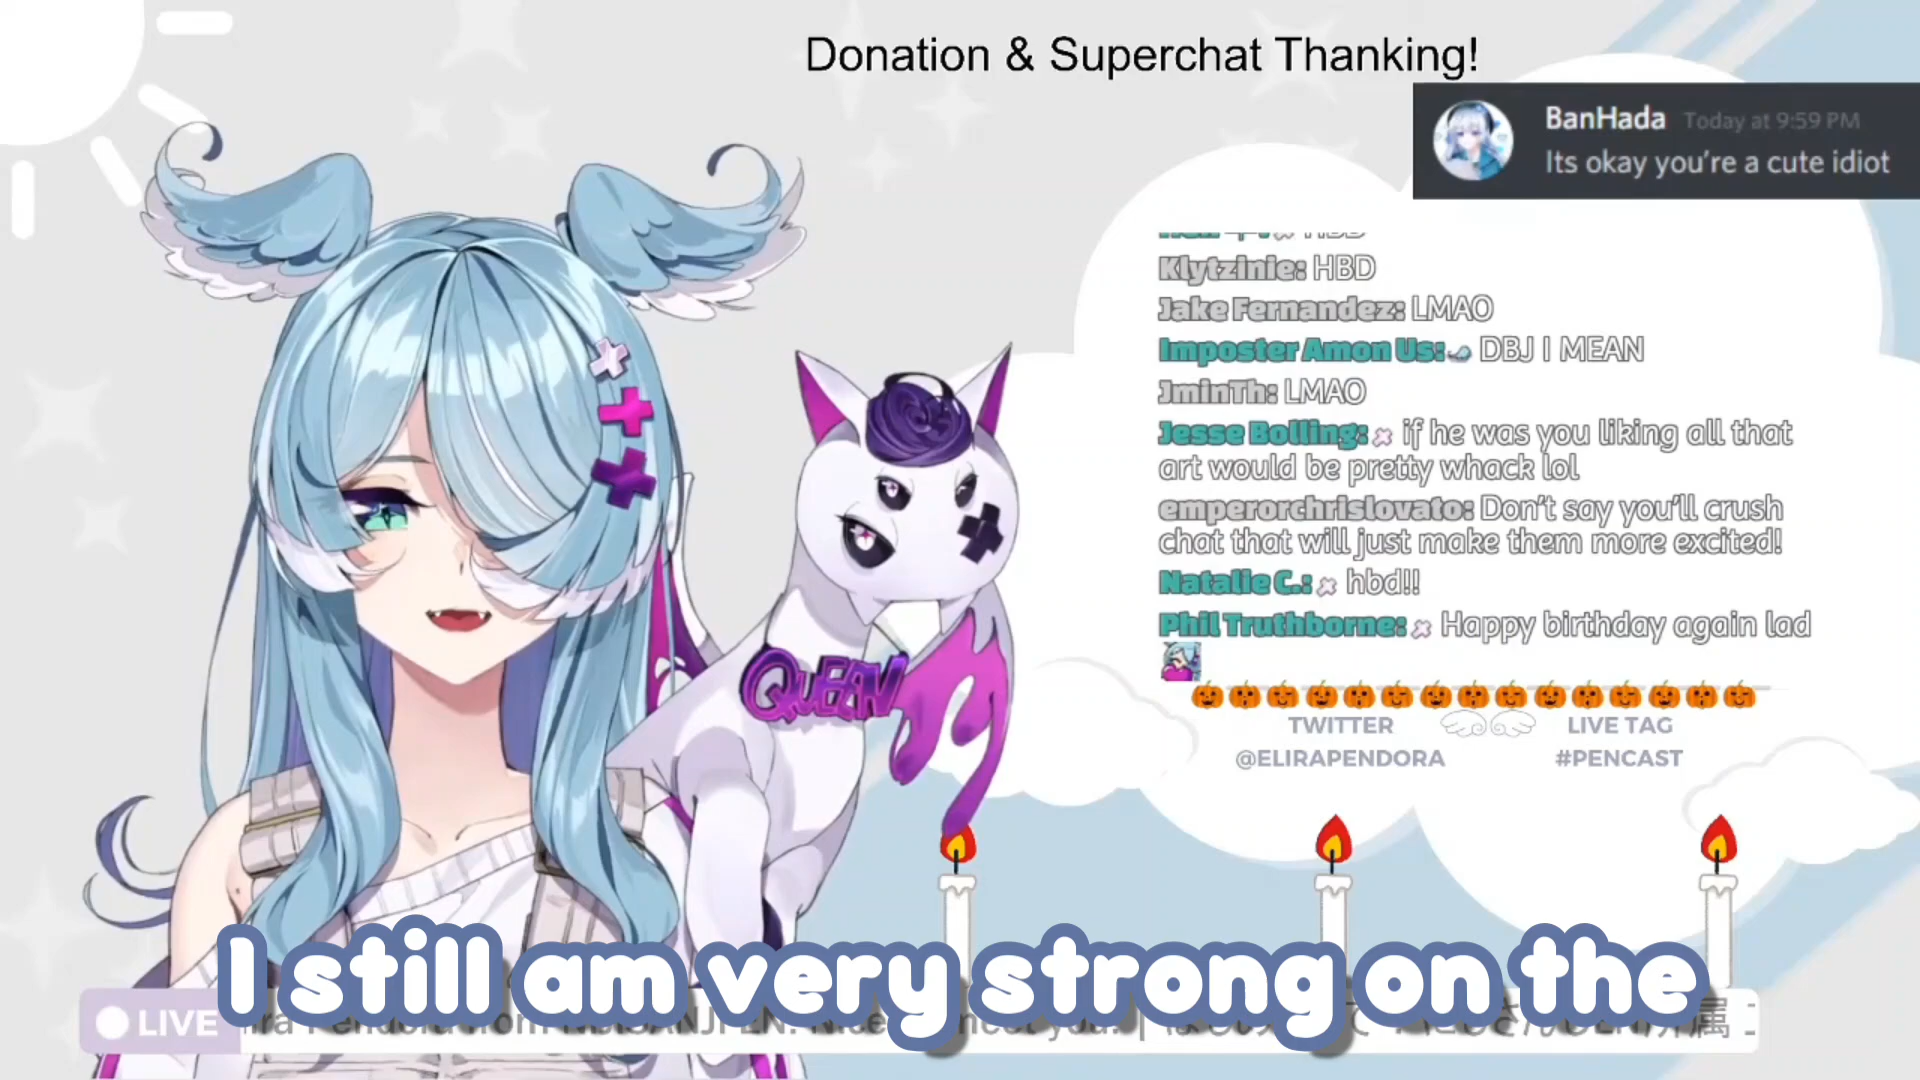 Donation & Superchat Thanking!
BanHada Today at 9:59 PM
Its okay you're a cute idiot
HBD
Klytzinie: HBD
Jake Fernandez: LMAO
Imposter Amon Us: DBJ I MEAN
JminTh: LMAO
Jesse Bolling: if he was you liking all that
art would be pretty whack lol
emperorchrislovato: Don't say you'll crush
chat that will just make them more excited!
Natalie C.: hbd!!
Phil Truthborne: Happy birthday again lad
QUEEN
TWITTER LIVE TAG
@ELIRAPENDORA #PENCAST
I still am very strong on the
LIVE